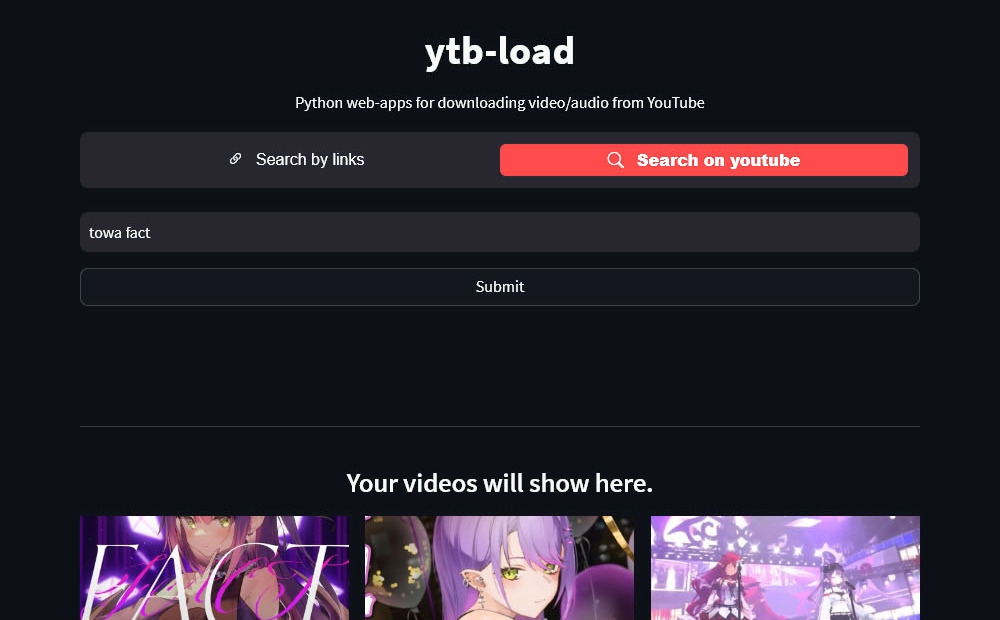 ytb-load
Python web-apps for downloading video/audio from YouTube
Search by links
Search on youtube
towa fact
Submit
Your videos will show here.
FACT